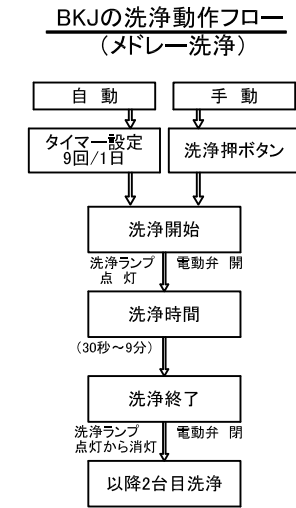 BKJの洗浄動作フロー
（メドレー洗浄）
自 動
手 動
タイマー設定
9回/1日
洗浄押ボタン
洗浄開始
洗浄ランプ
点 灯
電動弁 開
洗浄時間
（30秒～9分）
洗浄終了
洗浄ランプ
点灯から消灯
電動弁 閉
以降2台目洗浄